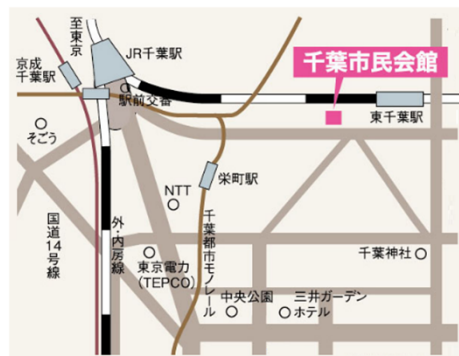 至東京
JR千葉駅
京成
千葉駅
千葉市民会館
駅前交番
東千葉駅
そごう
栄町駅
NTT
国道14号線
外・内房線
千葉都市モノレール
千葉神社
東京電力
(TEPCO)
中央公園
三井ガーデン
ホテル